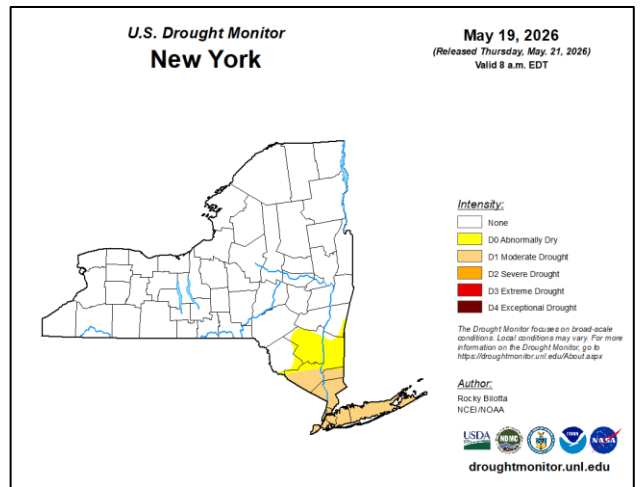 U.S. Drought Monitor
New York
May 19, 2026
(Released Thursday, May. 21, 2026)
Valid 8 a.m. EDT
Intensity:
None
D0 Abnormally Dry
D1 Moderate Drought
D2 Severe Drought
D3 Extreme Drought
D4 Exceptional Drought
The Drought Monitor focuses on broad-scale
conditions. Local conditions may vary. For more
information on the Drought Monitor, go to
https://droughtmonitor.unl.edu/About.aspx
Author:
Rocky Bilotta
NCEI/NOAA
USDA
NDMC
NOAA
NASA
droughtmonitor.unl.edu